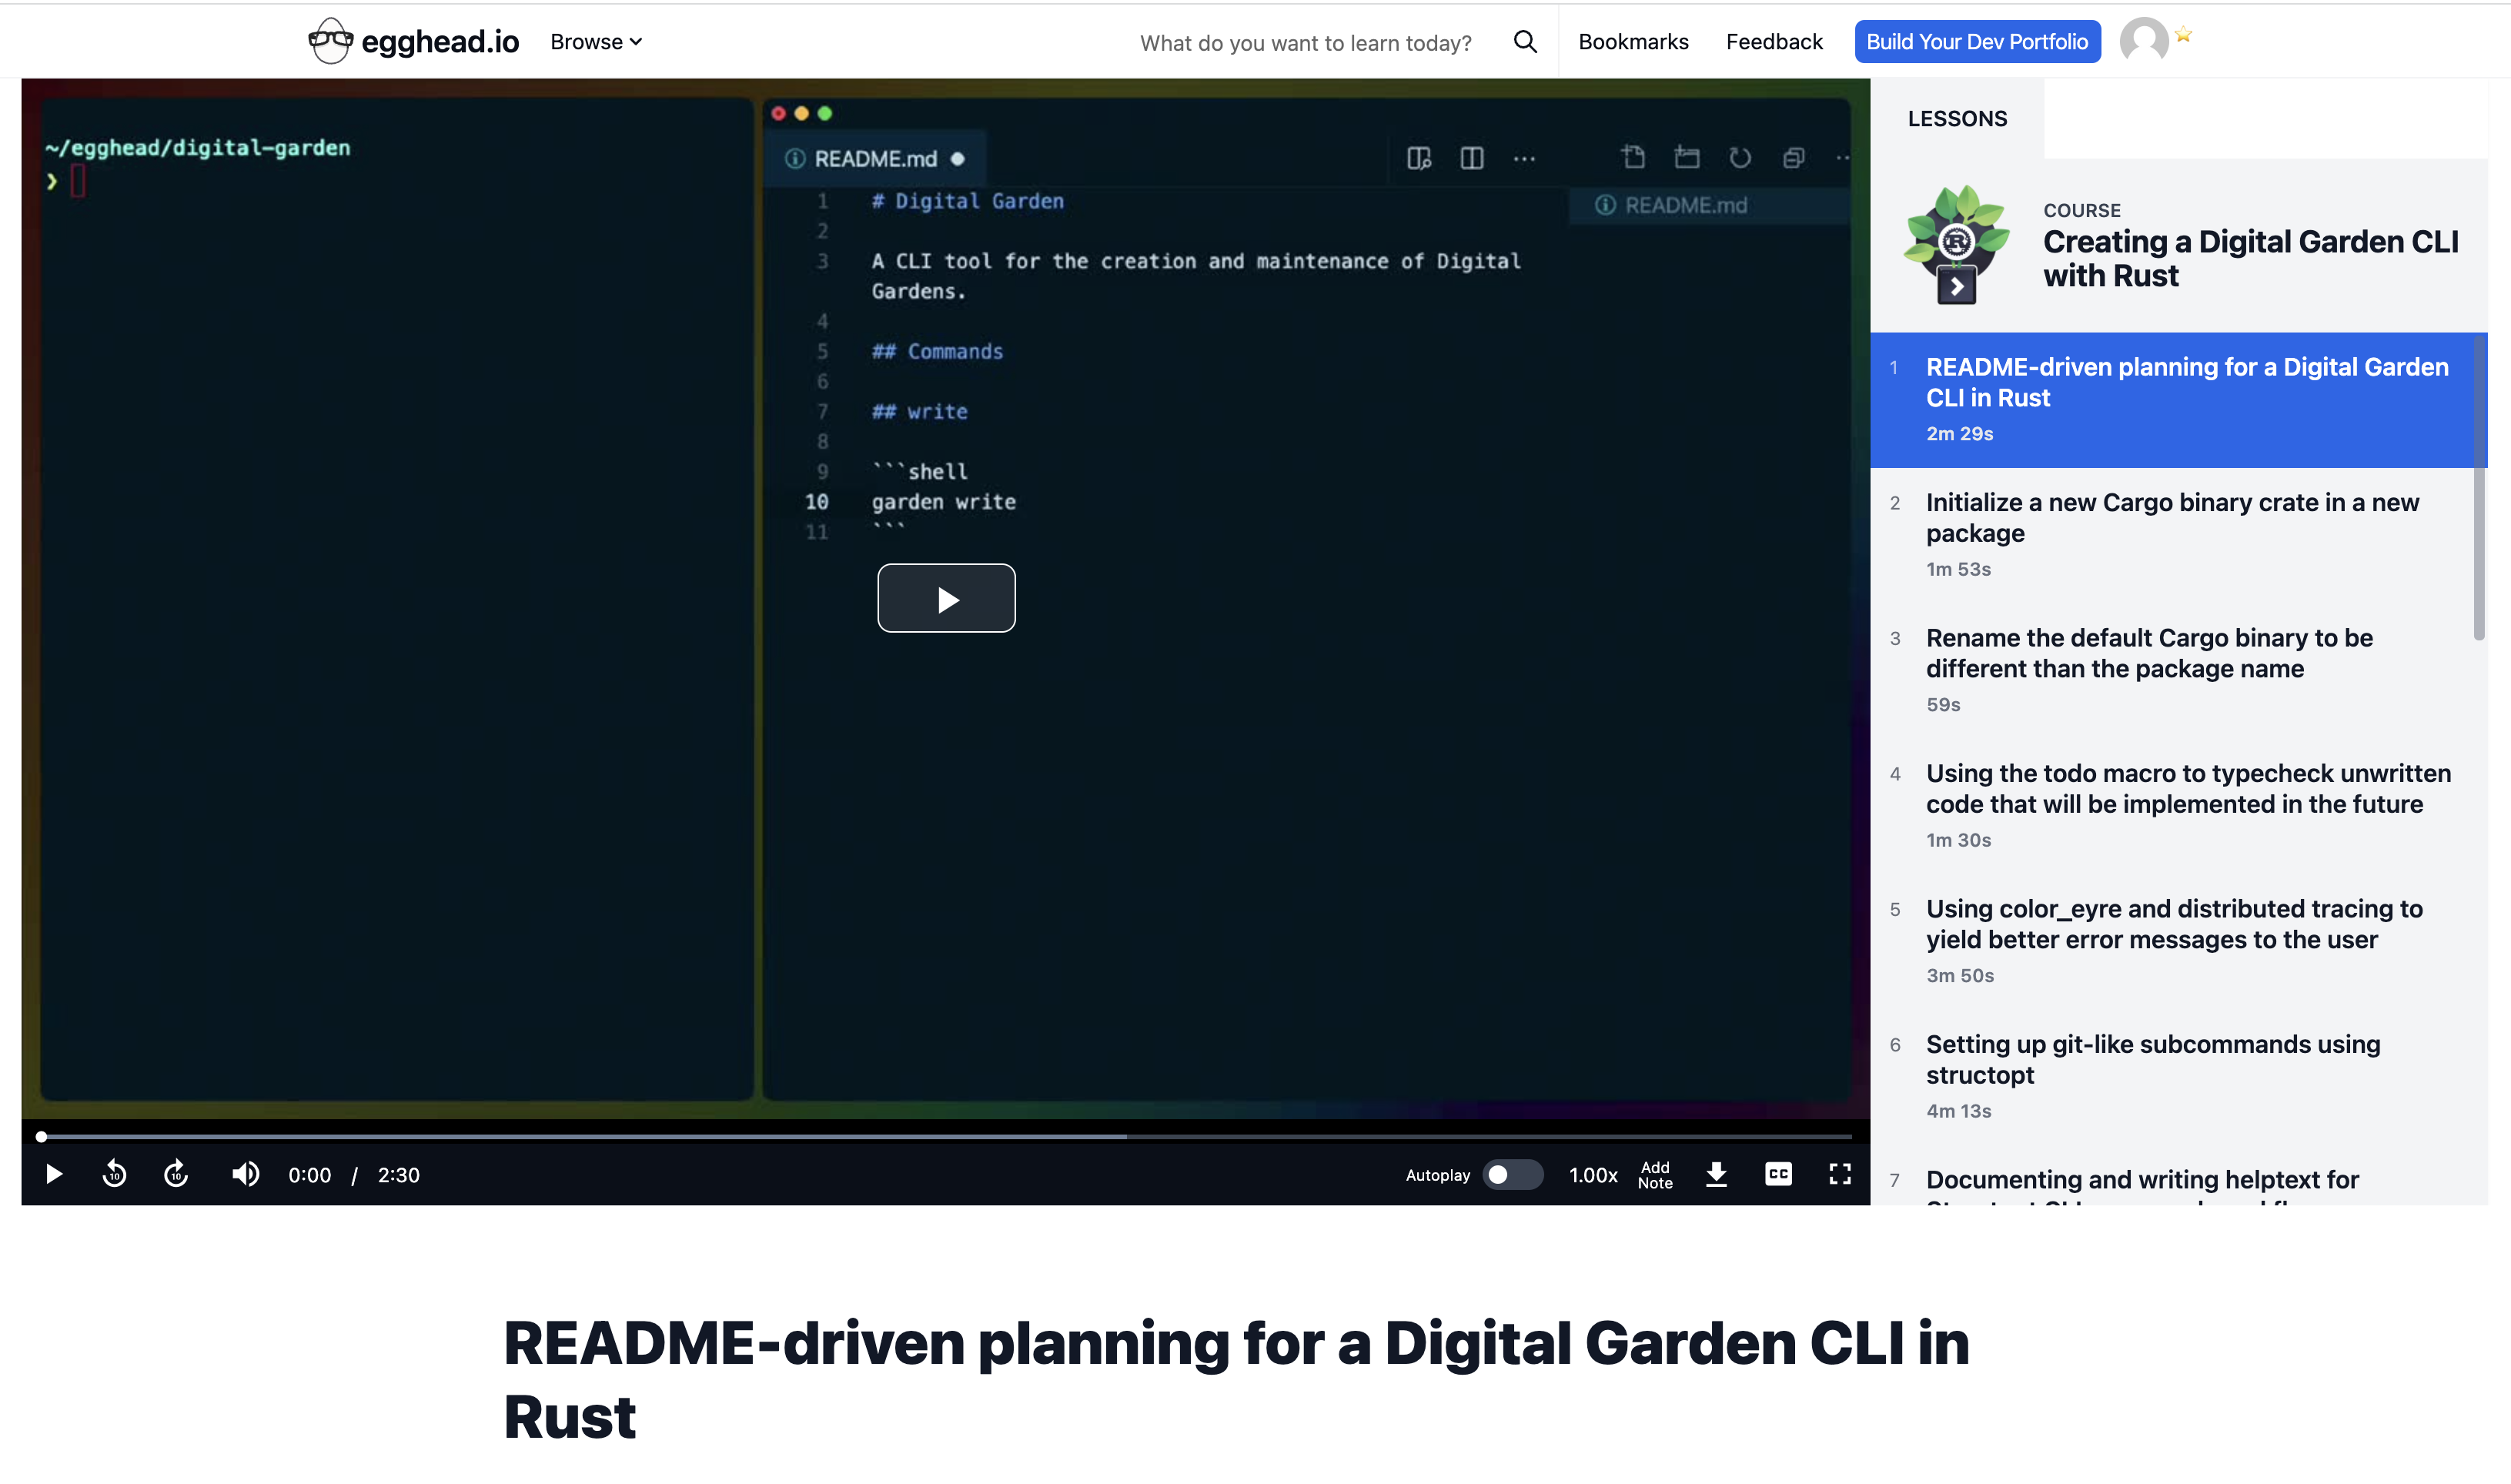 egghead.io
Browse
What do you want to learn today?
Bookmarks
Feedback
Build Your Dev Portfolio
~/egghead/digital-garden
❯
README.md
1 # Digital Garden
2
3 A CLI tool for the creation and maintenance of Digital
Gardens.
4
5 ## Commands
6
7 ## write
8
9 ```shell
10 garden write
11 ```
README.md
0:00 / 2:30
Autoplay
1.00x
Add
Note
CC
LESSONS
COURSE
Creating a Digital Garden CLI
with Rust
1 README-driven planning for a Digital Garden
CLI in Rust
2m 29s
2 Initialize a new Cargo binary crate in a new
package
1m 53s
3 Rename the default Cargo binary to be
different than the package name
59s
4 Using the todo macro to typecheck unwritten
code that will be implemented in the future
1m 30s
5 Using color_eyre and distributed tracing to
yield better error messages to the user
3m 50s
6 Setting up git-like subcommands using
structopt
4m 13s
7 Documenting and writing helptext for
README-driven planning for a Digital Garden CLI in
Rust